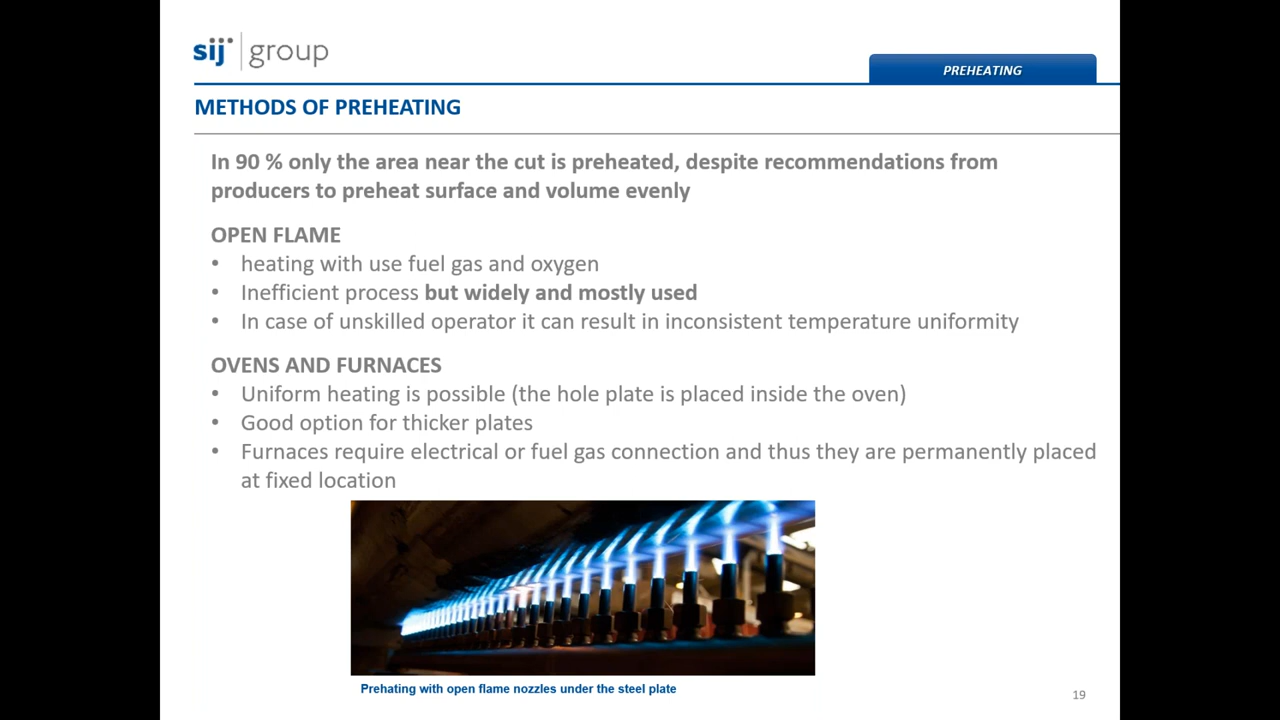 sij group
PREHEATING
METHODS OF PREHEATING
In 90 % only the area near the cut is preheated, despite recommendations from
producers to preheat surface and volume evenly
OPEN FLAME
• heating with use fuel gas and oxygen
• Inefficient process but widely and mostly used
• In case of unskilled operator it can result in inconsistent temperature uniformity
OVENS AND FURNACES
• Uniform heating is possible (the hole plate is placed inside the oven)
• Good option for thicker plates
• Furnaces require electrical or fuel gas connection and thus they are permanently placed
at fixed location
Prehating with open flame nozzles under the steel plate
19